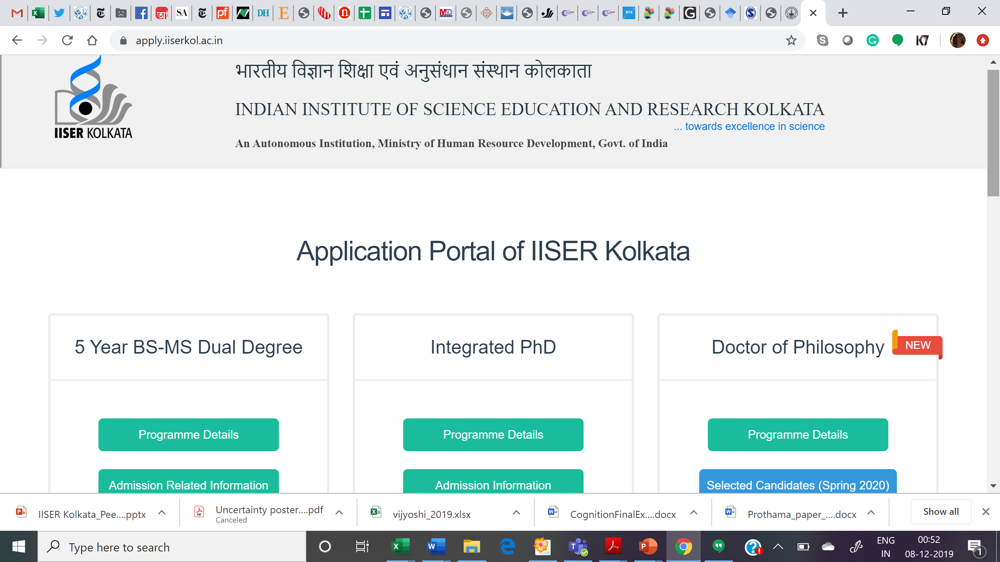 apply.iiserkol.ac.in
भारतीय विज्ञान शिक्षा एवं अनुसंधान संस्थान कोलकाता
INDIAN INSTITUTE OF SCIENCE EDUCATION AND RESEARCH KOLKATA
... towards excellence in science
An Autonomous Institution, Ministry of Human Resource Development, Govt. of India
IISER KOLKATA
Application Portal of IISER Kolkata
5 Year BS-MS Dual Degree
Integrated PhD
Doctor of Philosophy NEW
Programme Details
Programme Details
Programme Details
Admission Related Information
Admission Information
Selected Candidates (Spring 2020)
IISER Kolkata_Pee....pptx
Uncertainty poster....pdf
Canceled
vijyoshi_2019.xlsx
CognitionFinalEx....docx
Prothama_paper_....docx
Show all
Type here to search
ENG
IN
00:52
08-12-2019
1